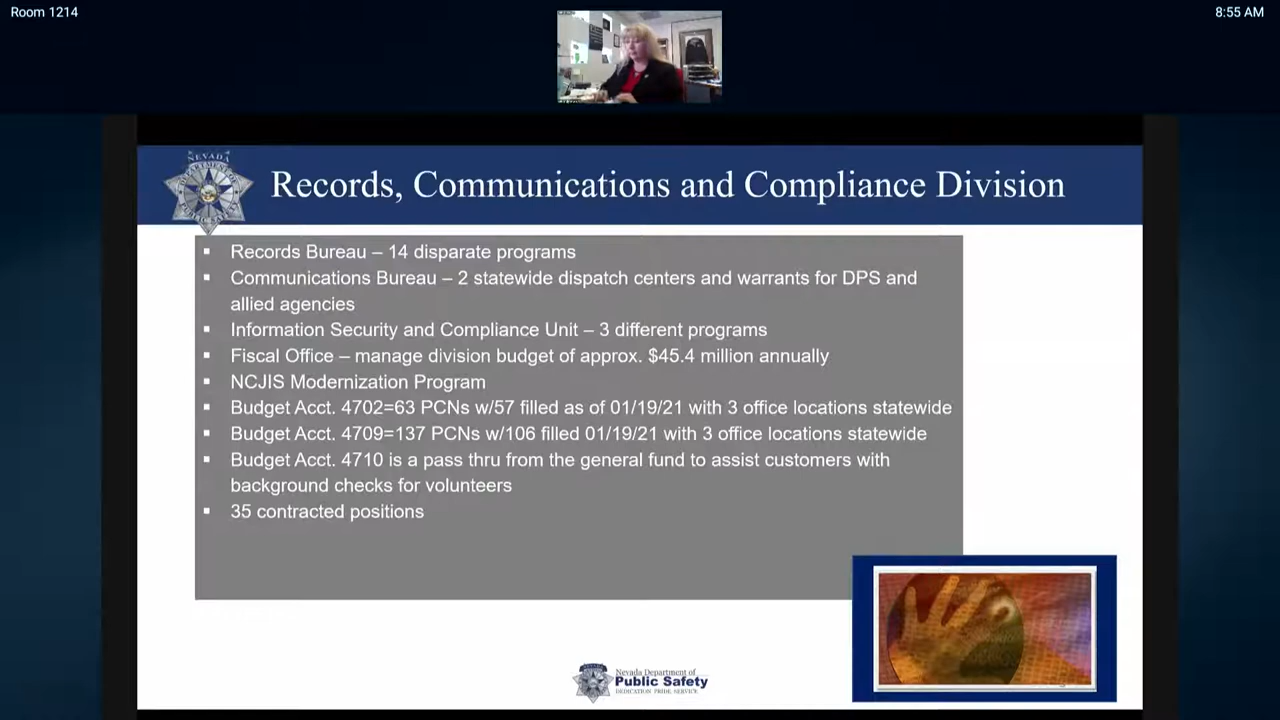 Room 1214
8:55 AM
NEVADA
Records, Communications and Compliance Division
▪ Records Bureau – 14 disparate programs
▪ Communications Bureau – 2 statewide dispatch centers and warrants for DPS and
allied agencies
▪ Information Security and Compliance Unit – 3 different programs
▪ Fiscal Office – manage division budget of approx. $45.4 million annually
▪ NCJIS Modernization Program
▪ Budget Acct. 4702=63 PCNs w/57 filled as of 01/19/21 with 3 office locations statewide
▪ Budget Acct. 4709=137 PCNs w/106 filled 01/19/21 with 3 office locations statewide
▪ Budget Acct. 4710 is a pass thru from the general fund to assist customers with
background checks for volunteers
▪ 35 contracted positions
Nevada Department of
Public Safety
DEDICATION PRIDE SERVICE